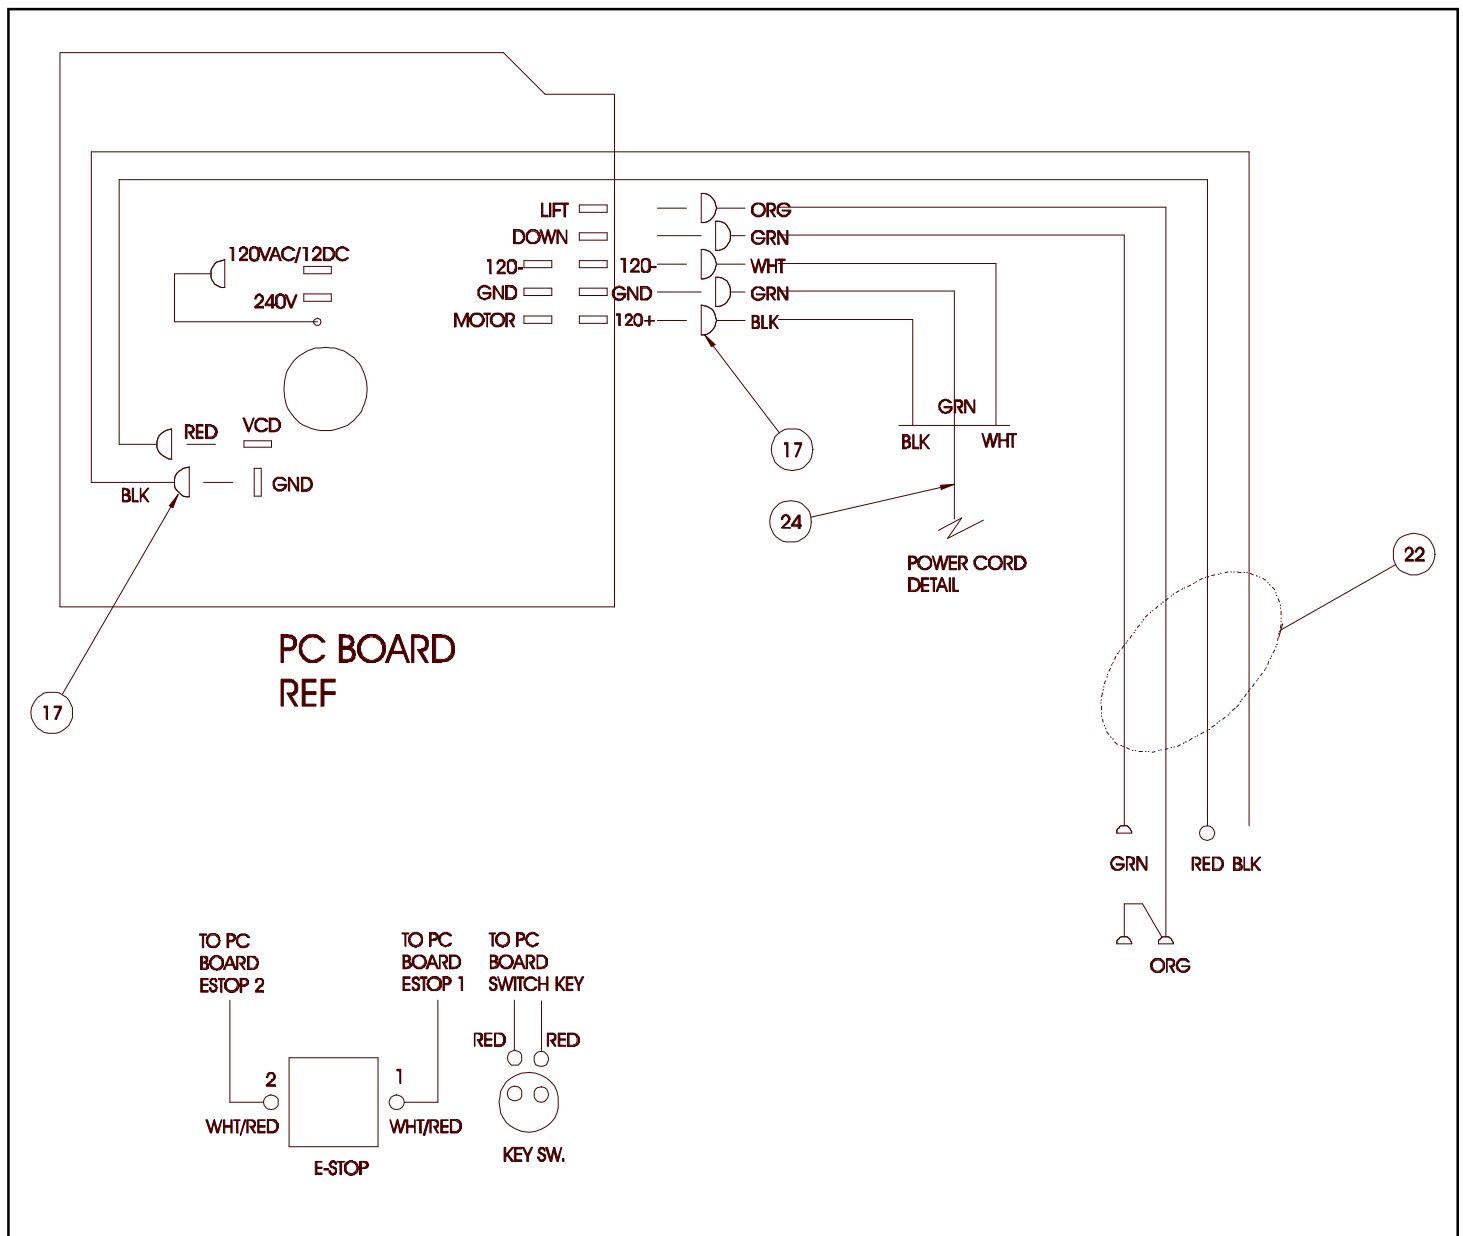 LIFT
ORG
DOWN
GRN
120VAC/12DC
120-
120-
WHT
240V
GND
GND
GRN
MOTOR
120+
BLK
GRN
VCD
RED
BLK
WHT
17
GND
BLK
24
22
POWER CORD
DETAIL
PC BOARD
REF
17
GRN
RED
BLK
ORG
TO PC
BOARD
ESTOP 2
TO PC
BOARD
ESTOP 1
TO PC
BOARD
SWITCH KEY
RED
RED
2
1
WHT/RED
WHT/RED
E-STOP
KEY SW.